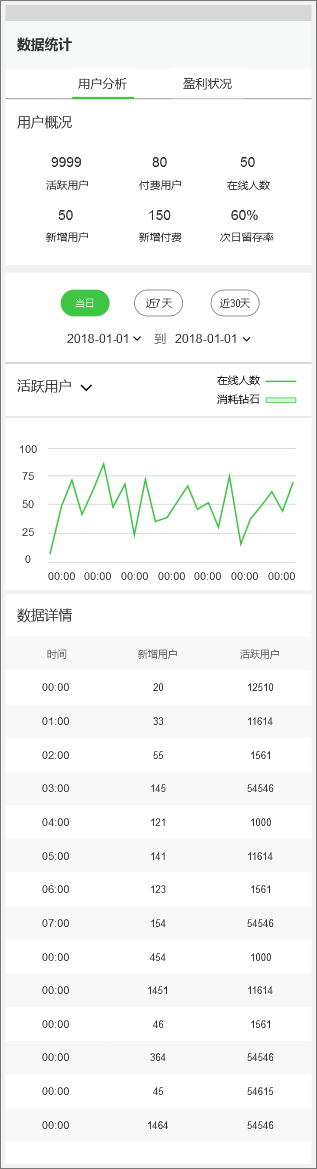 数据统计
用户分析 盈利状况
用户概况
9999 80 50
活跃用户 付费用户 在线人数
50 150 60%
新增用户 新增付费 次日留存率
当日 近7天 近30天
2018-01-01 到 2018-01-01
活跃用户 在线人数
消耗钻石
100
75
50
25
0
00:00 00:00 00:00 00:00 00:00 00:00 00:00
数据详情
时间 新增用户 活跃用户
00:00 20 12510
01:00 33 11614
02:00 55 1561
03:00 145 54546
04:00 121 1000
05:00 141 11614
06:00 123 1561
07:00 154 54546
00:00 454 1000
00:00 1451 11614
00:00 46 1561
00:00 364 54546
00:00 45 54615
00:00 1464 54546